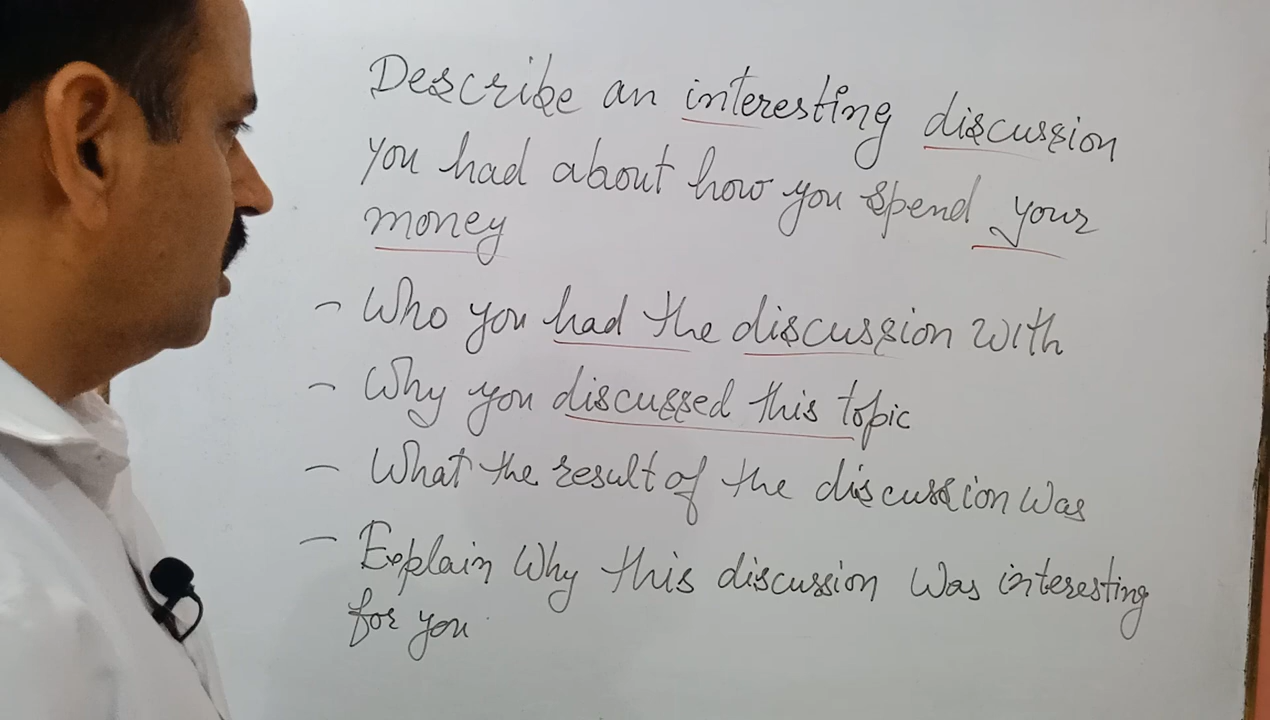 Describe an interesting discussion
you had about how you spend your
money
- Who you had the discussion with
- Why you discussed this topic
- What the result of the discussion was
- Explain why this discussion was interesting
for you